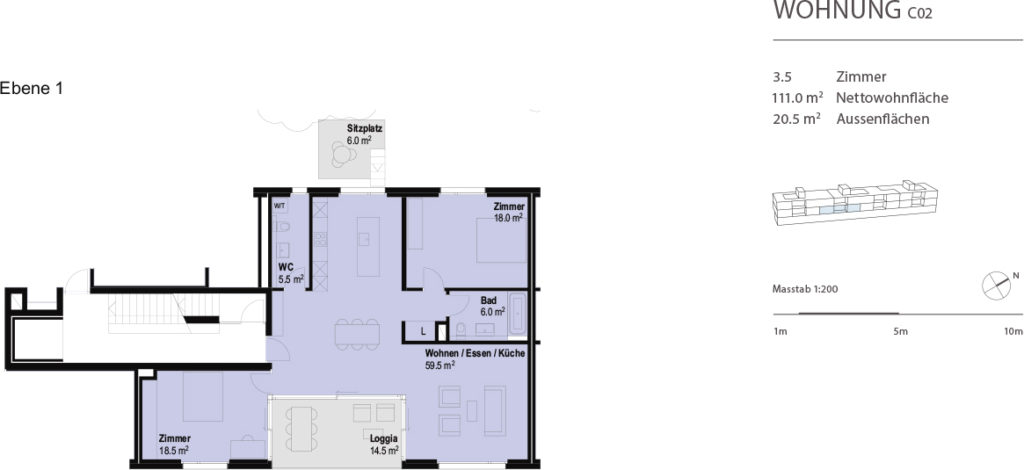 WOHNUNG C02
3.5 Zimmer
111.0 m² Nettowohnfläche
20.5 m² Aussenflächen
Ebene 1
Sitzplatz
6.0 m²
WT
Zimmer
18.0 m²
WC
5.5 m²
Bad
6.0 m²
L
Wohnen / Essen / Küche
59.5 m²
Zimmer
18.5 m²
Loggia
14.5 m²
N
Masstab 1:200
1m 5m 10m